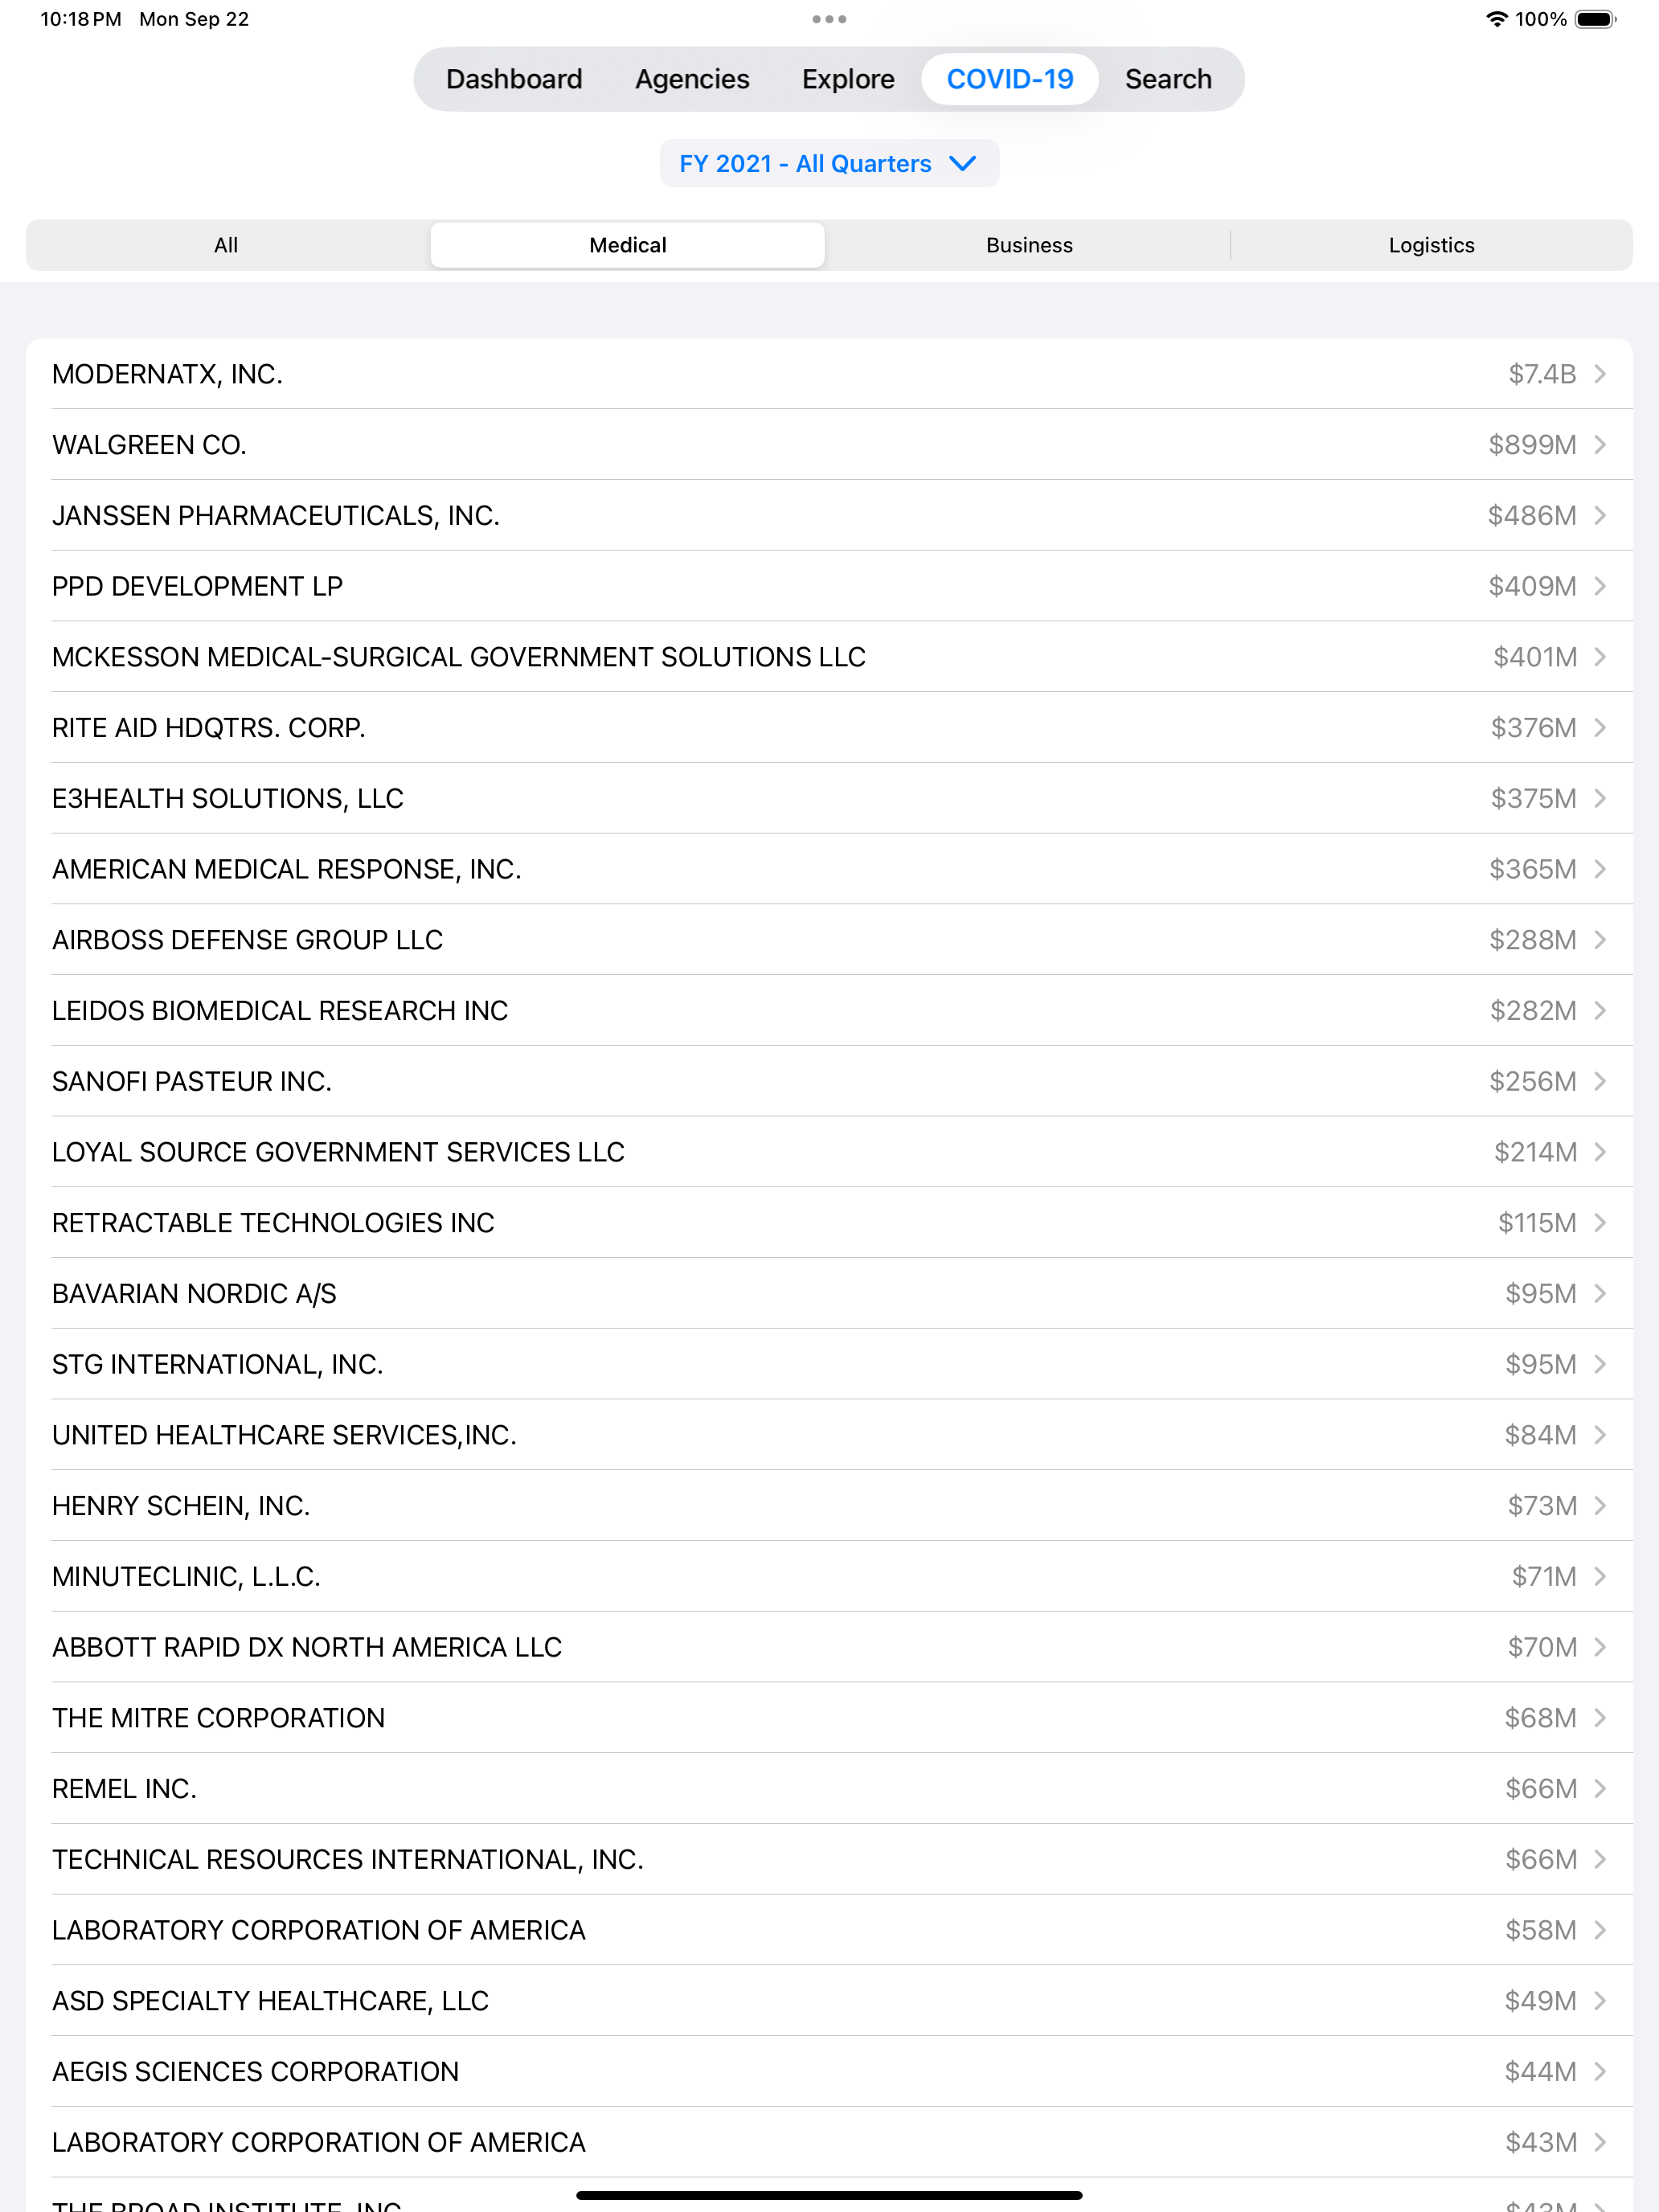 10:18 PM Mon Sep 22
100%
Dashboard Agencies Explore COVID-19 Search
FY 2021 - All Quarters
All Medical Business Logistics
MODERNATX, INC. $7.4B
WALGREEN CO. $899M
JANSSEN PHARMACEUTICALS, INC. $486M
PPD DEVELOPMENT LP $409M
MCKESSON MEDICAL-SURGICAL GOVERNMENT SOLUTIONS LLC $401M
RITE AID HDQTRS. CORP. $376M
E3HEALTH SOLUTIONS, LLC $375M
AMERICAN MEDICAL RESPONSE, INC. $365M
AIRBOSS DEFENSE GROUP LLC $288M
LEIDOS BIOMEDICAL RESEARCH INC $282M
SANOFI PASTEUR INC. $256M
LOYAL SOURCE GOVERNMENT SERVICES LLC $214M
RETRACTABLE TECHNOLOGIES INC $115M
BAVARIAN NORDIC A/S $95M
STG INTERNATIONAL, INC. $95M
UNITED HEALTHCARE SERVICES,INC. $84M
HENRY SCHEIN, INC. $73M
MINUTECLINIC, L.L.C. $71M
ABBOTT RAPID DX NORTH AMERICA LLC $70M
THE MITRE CORPORATION $68M
REMEL INC. $66M
TECHNICAL RESOURCES INTERNATIONAL, INC. $66M
LABORATORY CORPORATION OF AMERICA $58M
ASD SPECIALTY HEALTHCARE, LLC $49M
AEGIS SCIENCES CORPORATION $44M
LABORATORY CORPORATION OF AMERICA $43M
THE BROAD INSTITUTE, INC. $43M